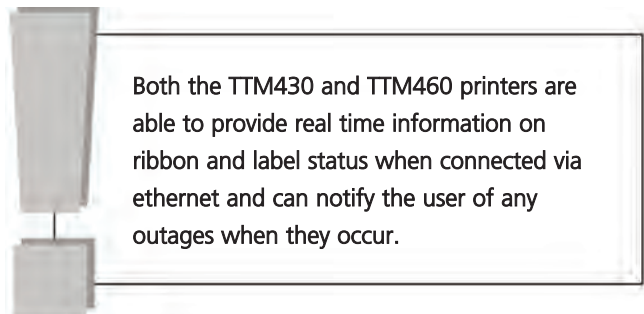 Both the TTM430 and TTM460 printers are
able to provide real time information on
ribbon and label status when connected via
ethernet and can notify the user of any
outages when they occur.